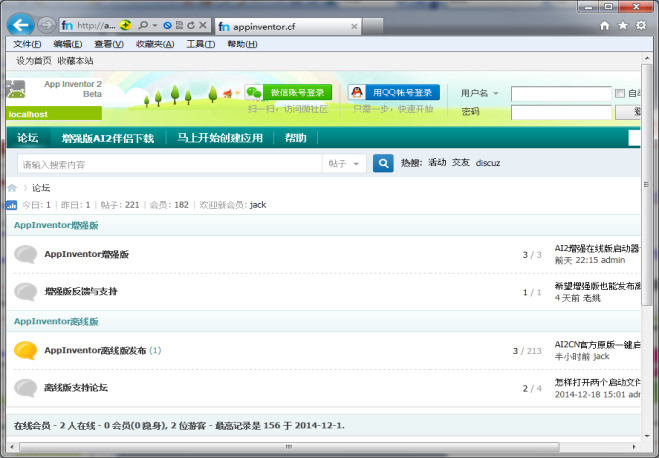 http://a...
appinventor.cf
文件(F) 编辑(E) 查看(V) 收藏夹(A) 工具(T) 帮助(H)
设为首页 收藏本站
App Inventor 2
Beta
localhost
微信账号登录
扫一扫，访问微社区
用QQ帐号登录
只需一步，快速开始
用户名
自动
密码
登
论坛 增强版AI2伴侣下载 马上开始创建应用 帮助
请输入搜索内容 帖子 热搜: 活动 交友 discuz
论坛
今日: 1 | 昨日: 1 | 帖子: 221 | 会员: 182 | 欢迎新会员: jack
AppInventor增强版
AppInventor增强版 3 / 3 AI2增强在线版启动器
前天 22:15 admin
增强版反馈与支持 1 / 1 希望增强版也能发布离
4 天前 老姚
AppInventor离线版
AppInventor离线版发布 (1) 3 / 213 AI2CN官方原版一键启
半小时前 jack
离线版支持论坛 2 / 4 怎样打开两个启动文件
2014-12-18 15:01 adm
在线会员 - 2 人在线 - 0 会员(0 隐身), 2 位游客 - 最高记录是 156 于 2014-12-1.